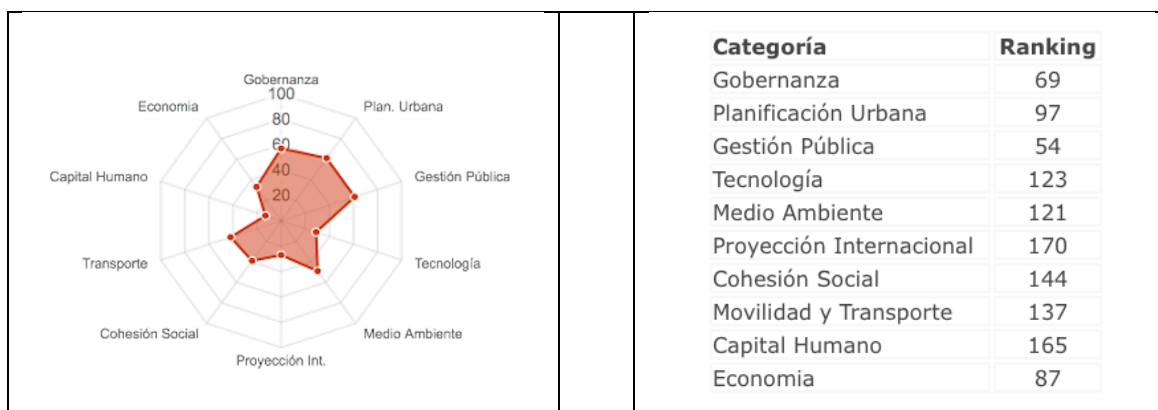 Gobernanza
100
80
60
40
20
Economia
Plan. Urbana
Capital Humano
Gestión Pública
Transporte
Tecnología
Cohesión Social
Medio Ambiente
Proyección Int.
Categoría Ranking
Gobernanza 69
Planificación Urbana 97
Gestión Pública 54
Tecnología 123
Medio Ambiente 121
Proyección Internacional 170
Cohesión Social 144
Movilidad y Transporte 137
Capital Humano 165
Economia 87